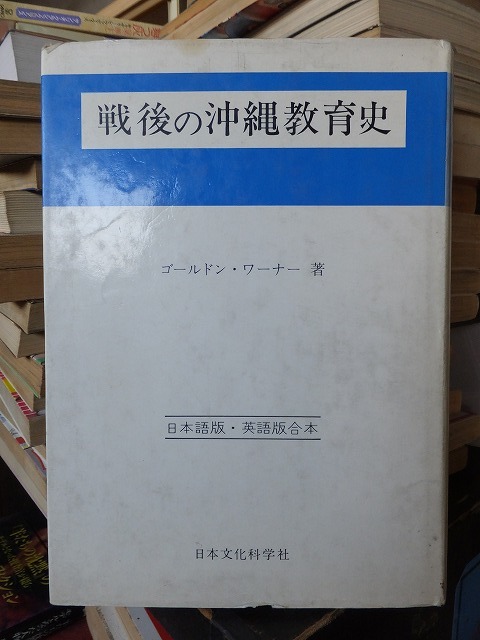 戦後の沖縄教育史
ゴールドン・ワーナー 著
日本語版・英語版合本
日本文化科学社